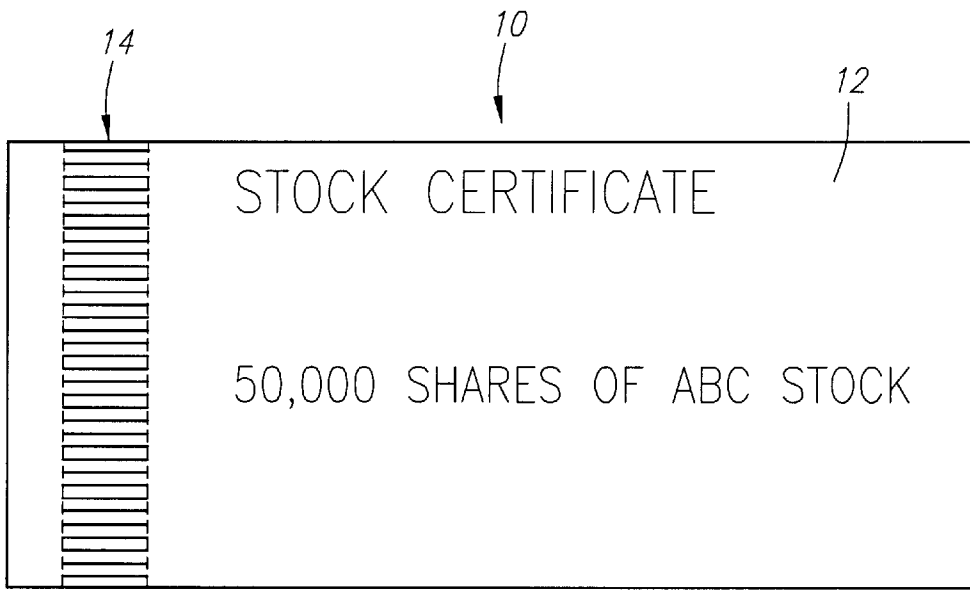 14
10
12
STOCK CERTIFICATE
50,000 SHARES OF ABC STOCK